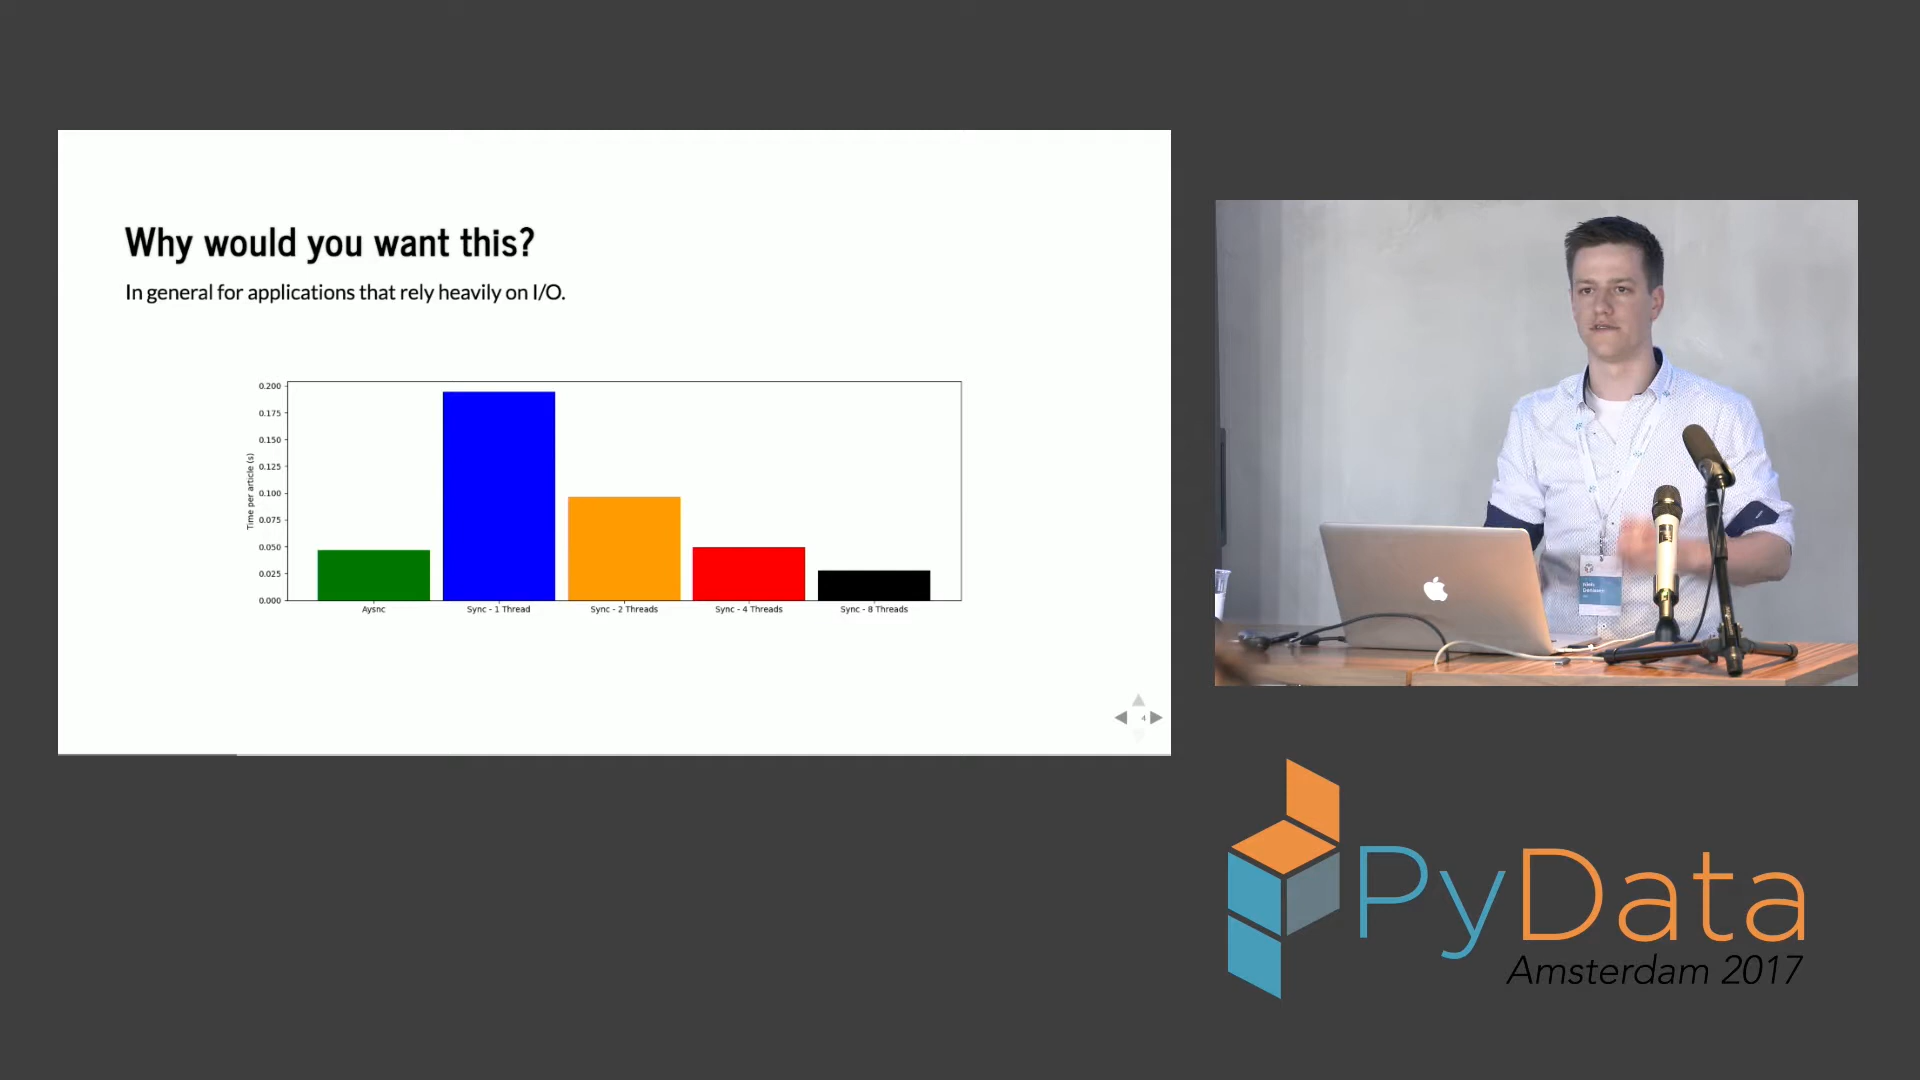 Why would you want this?
In general for applications that rely heavily on I/O.
Time per article (s)
0.200
0.175
0.150
0.125
0.100
0.075
0.050
0.025
0.000
Aysnc
Sync - 1 Thread
Sync - 2 Threads
Sync - 4 Threads
Sync - 8 Threads
4
PyData
Amsterdam 2017